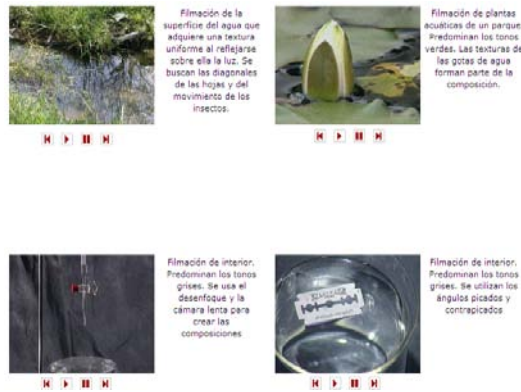 Filmación de la
superficie del agua que
adquiere una textura
uniforme al reflejarse
sobre ella la luz. Se
buscan las diagonales
de las hojas y del
movimiento de los
insectos.
Filmación de plantas
acuáticas de un parque.
Predominan los tonos
verdes. Las texturas de
las gotas de agua
forman parte de la
composición.
Filmación de interior.
Predominan los tonos
grises. Se usa el
desenfoque y la
cámara lenta para
crear las
composiciones
Filmación de interior.
Predominan los tonos
grises. Se utilizan los
ángulos picados y
contrapicados